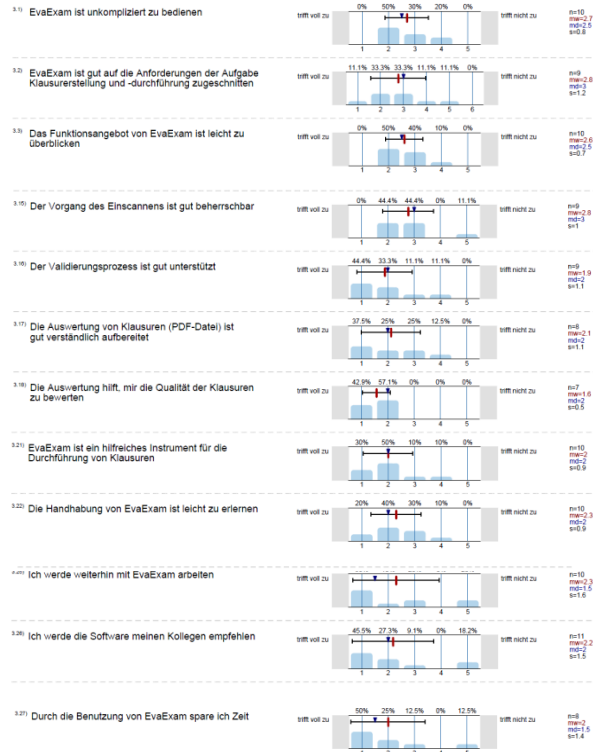 3.1) EvaExam ist unkompliziert zu bedienen
trifft voll zu 0% 50% 30% 20% 0% trifft nicht zu
1 2 3 4 5
n=10
mw=2.7
md=2.5
s=0.8
3.2) EvaExam ist gut auf die Anforderungen der Aufgabe
Klausurerstellung und -durchführung zugeschnitten
trifft voll zu 11.1% 33.3% 33.3% 11.1% 11.1% 0% trifft nicht zu
1 2 3 4 5 6
n=9
mw=2.8
md=3
s=1.2
3.3) Das Funktionsangebot von EvaExam ist leicht zu
überblicken
trifft voll zu 0% 50% 40% 10% 0% trifft nicht zu
1 2 3 4 5
n=10
mw=2.6
md=2.5
s=0.7
3.15) Der Vorgang des Einscannens ist gut beherrschbar
trifft voll zu 0% 44.4% 44.4% 0% 11.1% trifft nicht zu
1 2 3 4 5
n=9
mw=2.8
md=3
s=1
3.16) Der Validierungsprozess ist gut unterstützt
trifft voll zu 44.4% 33.3% 11.1% 11.1% 0% trifft nicht zu
1 2 3 4 5
n=9
mw=1.9
md=2
s=1.1
3.17) Die Auswertung von Klausuren (PDF-Datei) ist
gut verständlich aufbereitet
trifft voll zu 37.5% 25% 25% 12.5% 0% trifft nicht zu
1 2 3 4 5
n=8
mw=2.1
md=2
s=1.1
3.18) Die Auswertung hilft, mir die Qualität der Klausuren
zu bewerten
trifft voll zu 42.9% 57.1% 0% 0% 0% trifft nicht zu
1 2 3 4 5
n=7
mw=1.6
md=2
s=0.5
3.21) EvaExam ist ein hilfreiches Instrument für die
Durchführung von Klausuren
trifft voll zu 30% 50% 10% 10% 0% trifft nicht zu
1 2 3 4 5
n=10
mw=2
md=2
s=0.9
3.22) Die Handhabung von EvaExam ist leicht zu erlernen
trifft voll zu 20% 40% 30% 10% 0% trifft nicht zu
1 2 3 4 5
n=10
mw=2.3
md=2
s=0.9
Ich werde weiterhin mit EvaExam arbeiten
trifft voll zu trifft nicht zu
1 2 3 4 5
n=10
mw=2.3
md=1.5
s=1.6
3.26) Ich werde die Software meinen Kollegen empfehlen
trifft voll zu 45.5% 27.3% 9.1% 0% 18.2% trifft nicht zu
1 2 3 4 5
n=11
mw=2.2
md=2
s=1.5
3.27) Durch die Benutzung von EvaExam spare ich Zeit
trifft voll zu 50% 25% 12.5% 0% 12.5% trifft nicht zu
1 2 3 4 5
n=8
mw=2
md=1.5
s=1.4